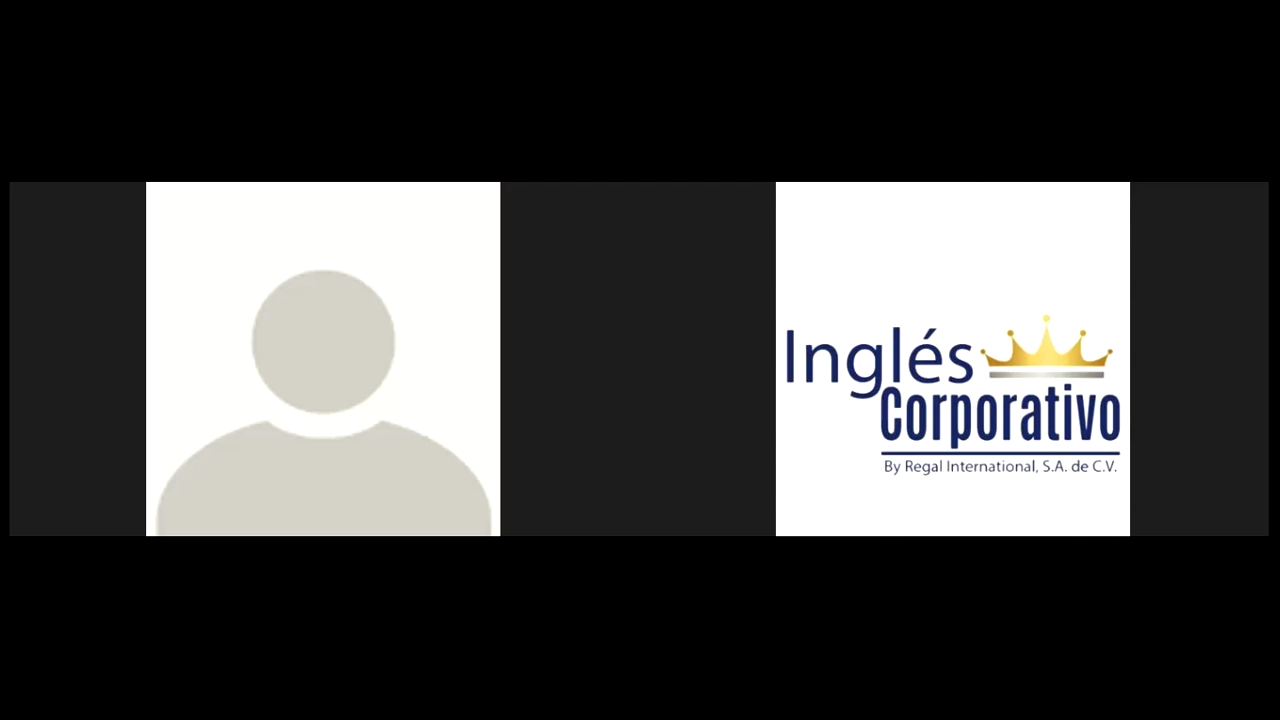 Inglés
Corporativo
By Regal International, S.A. de C.V.